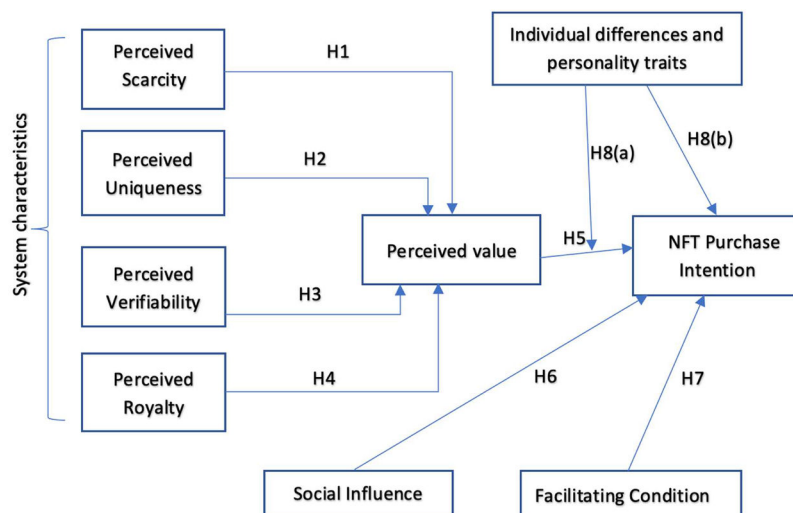 System characteristics
Perceived
Scarcity
H1
Individual differences and
personality traits
Perceived
Uniqueness
H2
H8(a)
H8(b)
Perceived value
H5
NFT Purchase
Intention
Perceived
Verifiability
H3
Perceived
Royalty
H4
H6
H7
Social Influence
Facilitating Condition